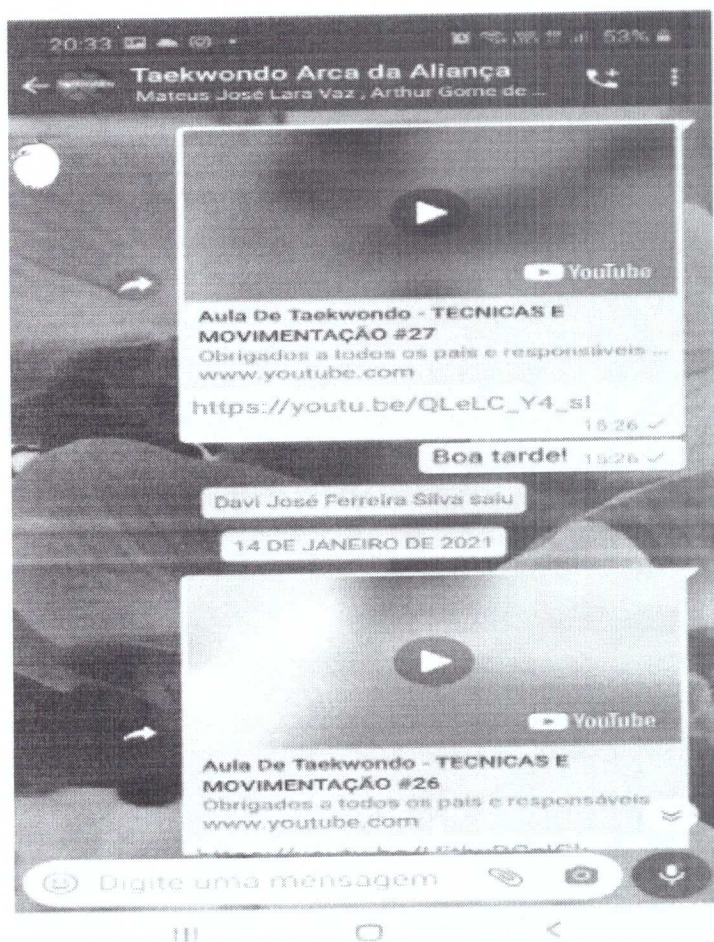 20:33
53%
Taekwondo Arca da Aliança
Mateus José Lara Vaz , Arthur Gome de ...
YouTube
Aula De Taekwondo - TECNICAS E
MOVIMENTAÇÃO #27
Obrigados a todos os pais e responsáveis ...
www.youtube.com
https://youtu.be/QLeLC_Y4_sI
15:26
Boa tarde! 15:26
Davi José Ferreira Silva saiu
14 DE JANEIRO DE 2021
YouTube
Aula De Taekwondo - TECNICAS E
MOVIMENTAÇÃO #26
Obrigados a todos os pais e responsáveis
www.youtube.com
Digite uma mensagem